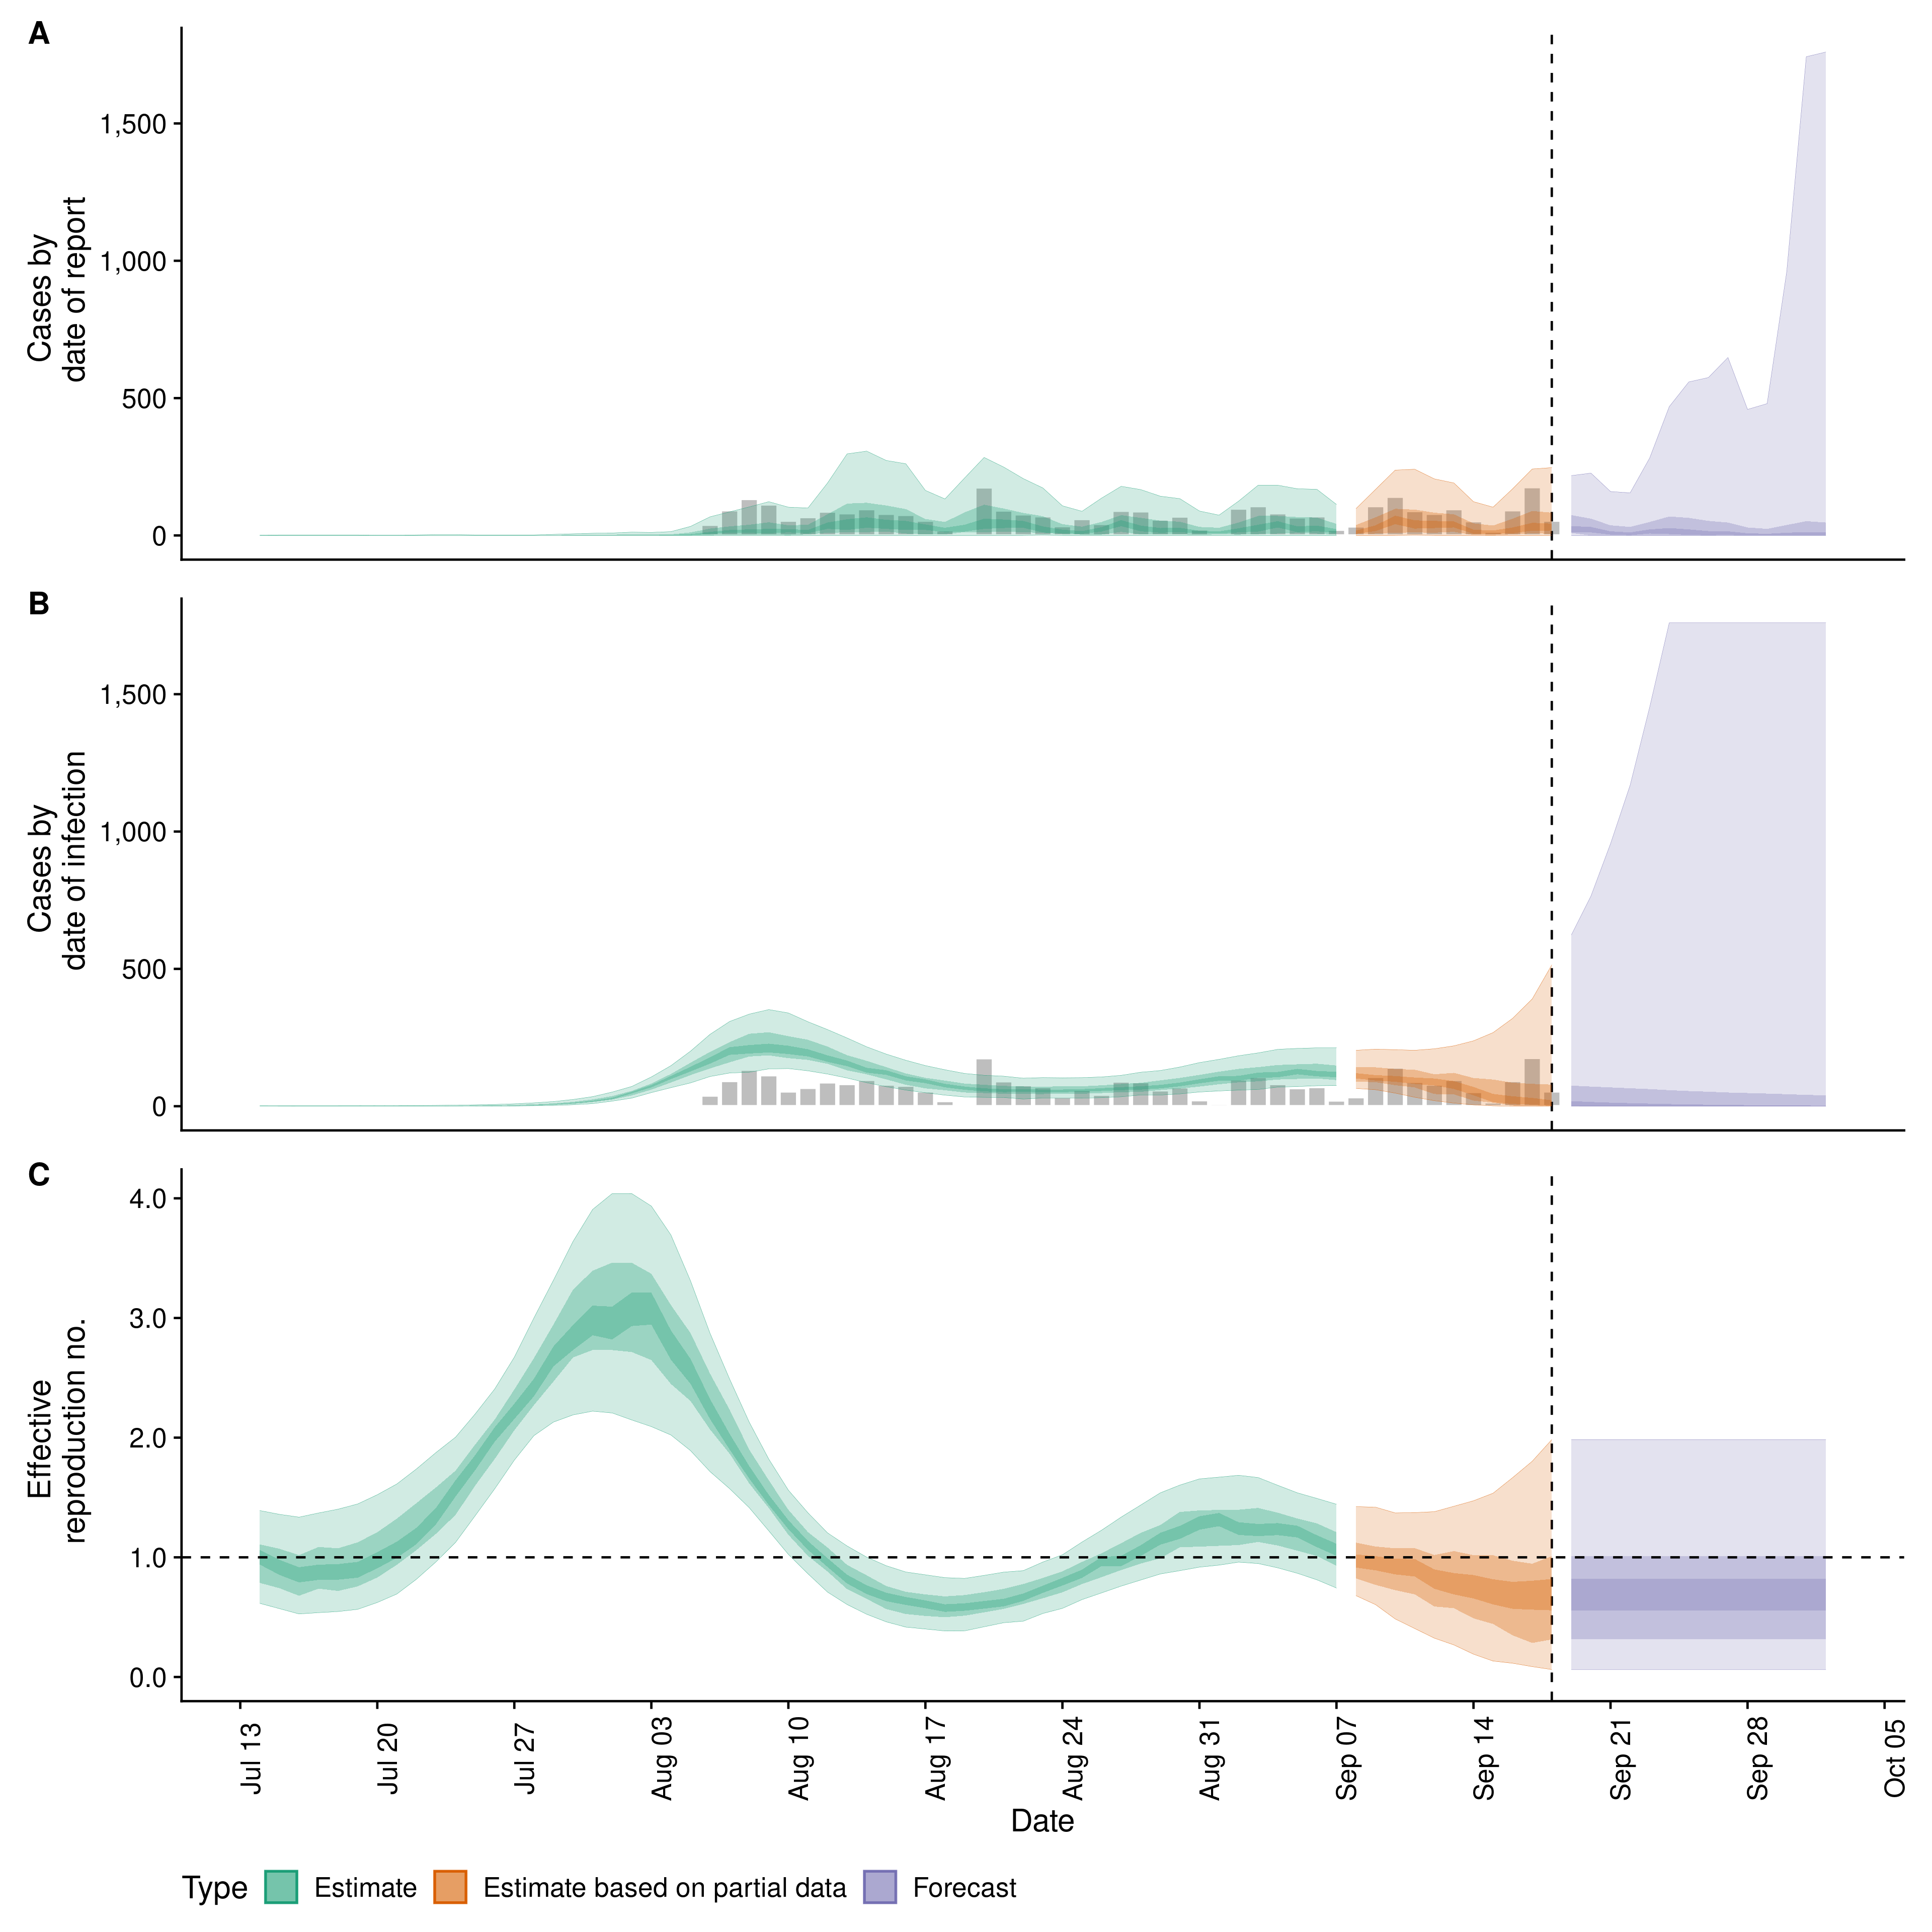 A
Cases by
date of report
1,500
1,000
500
0
B
Cases by
date of infection
1,500
1,000
500
0
C
Effective
reproduction no.
4.0
3.0
2.0
1.0
0.0
Jul 13
Jul 20
Jul 27
Aug 03
Aug 10
Aug 17
Aug 24
Aug 31
Sep 07
Sep 14
Sep 21
Sep 28
Oct 05
Date
Type Estimate Estimate based on partial data Forecast